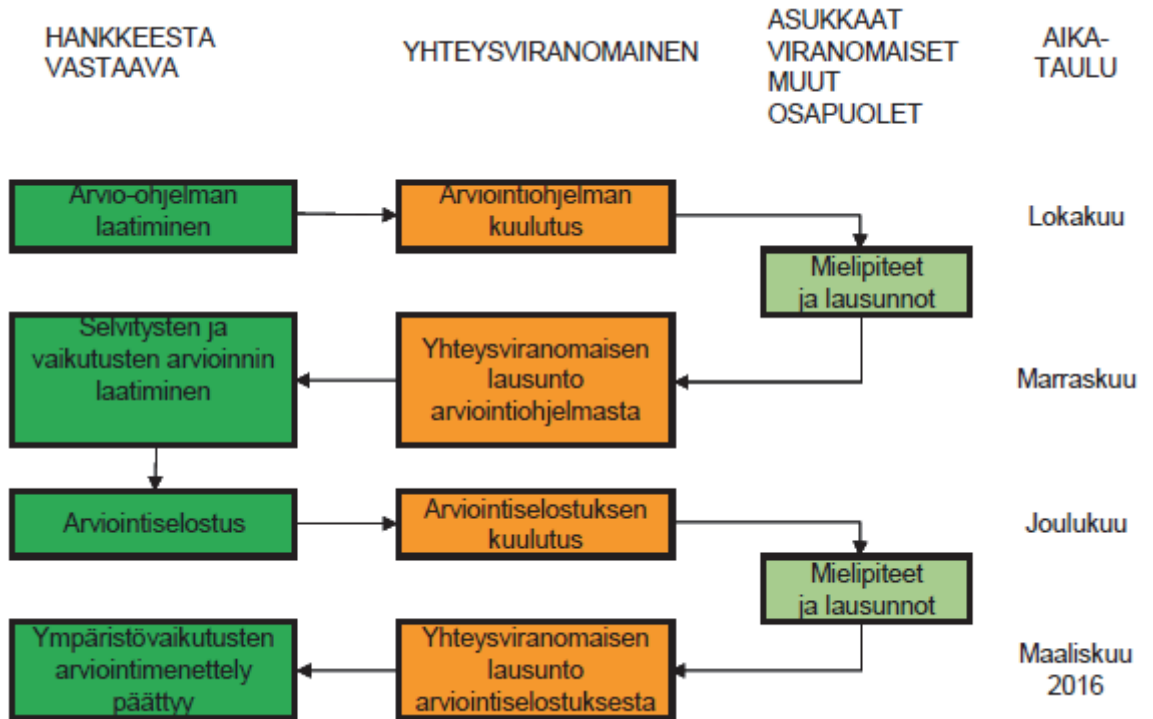 HANKKEESTA
VASTAAVA
YHTEYSVIRANOMAINEN
ASUKKAAT
VIRANOMAISET
MUUT
OSAPUOLET
AIKA-
TAULU
Arvio-ohjelman
laatiminen
Arviointiohjelman
kuulutus
Lokakuu
Mielipiteet
ja lausunnot
Selvitysten ja
vaikutusten arvioinnin
laatiminen
Yhteysviranomaisen
lausunto
arviointiohjelmasta
Marraskuu
Arviointiselostus
Arviointiselostuksen
kuulutus
Joulukuu
Mielipiteet
ja lausunnot
Ympäristövaikutusten
arviointimenettely
päättyy
Yhteysviranomaisen
lausunto
arviointiselostuksesta
Maaliskuu
2016